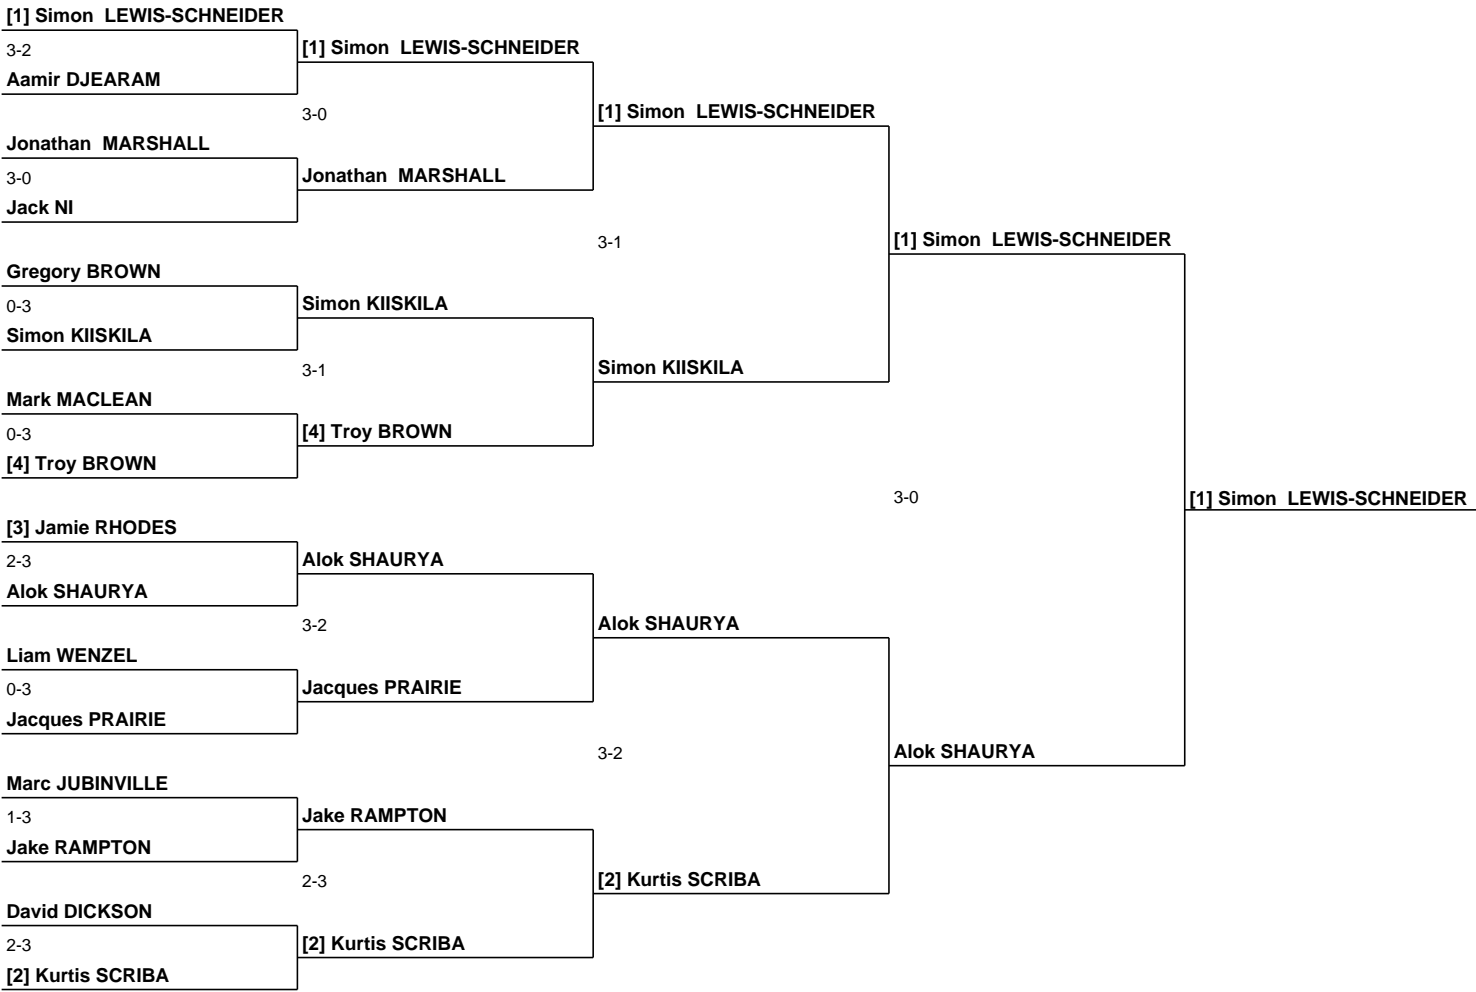 [1] Simon  LEWIS-SCHNEIDER
3-2
Aamir DJEARAM
Jonathan  MARSHALL
3-0
Jack NI
Gregory BROWN
0-3
Simon KIISKILA
Mark MACLEAN
0-3
[4] Troy BROWN
[3] Jamie RHODES
2-3
Alok SHAURYA
Liam WENZEL
0-3
Jacques PRAIRIE
Marc JUBINVILLE
1-3
Jake RAMPTON
David DICKSON
2-3
[2] Kurtis SCRIBA
[1] Simon  LEWIS-SCHNEIDER
3-0
Jonathan  MARSHALL
Simon KIISKILA
3-1
[4] Troy BROWN
Alok SHAURYA
3-2
Jacques PRAIRIE
Jake RAMPTON
2-3
[2] Kurtis SCRIBA
[1] Simon  LEWIS-SCHNEIDER
3-1
Simon KIISKILA
Alok SHAURYA
3-2
[2] Kurtis SCRIBA
[1] Simon  LEWIS-SCHNEIDER
3-0
Alok SHAURYA
[1] Simon  LEWIS-SCHNEIDER